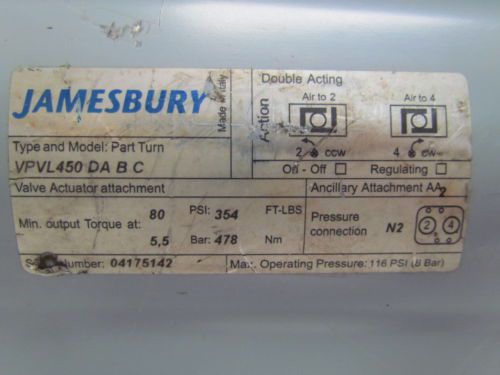 JAMESBURY
Made in Italy
Type and Model: Part Turn
VPVL450 DA B C
Action
Double Acting
Air to 2 Air to 4
2 ccw 4 cw
On - Off Regulating
Valve Actuator attachment
Ancillary Attachment AA2
Min. output Torque at: 80 PSI: 354 FT-LBS
5,5 Bar: 478 Nm
Pressure connection N2 2 4
Number: 04175142
Max. Operating Pressure: 116 PSI (8 Bar)